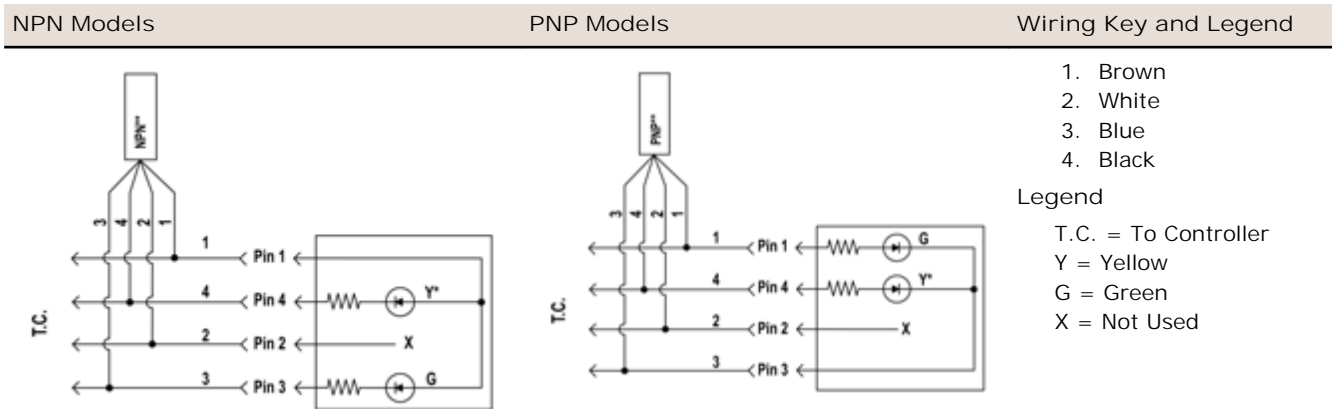 NPN Models
PNP Models
Wiring Key and Legend
NPN**
3 4 2 1
1
Pin 1
4
Pin 4
Y*
T.C.
2
Pin 2
X
3
Pin 3
G
PNP**
3 4 2 1
1
Pin 1
G
4
Pin 4
Y*
T.C.
2
Pin 2
X
3
Pin 3
1. Brown
2. White
3. Blue
4. Black
Legend
T.C. = To Controller
Y = Yellow
G = Green
X = Not Used